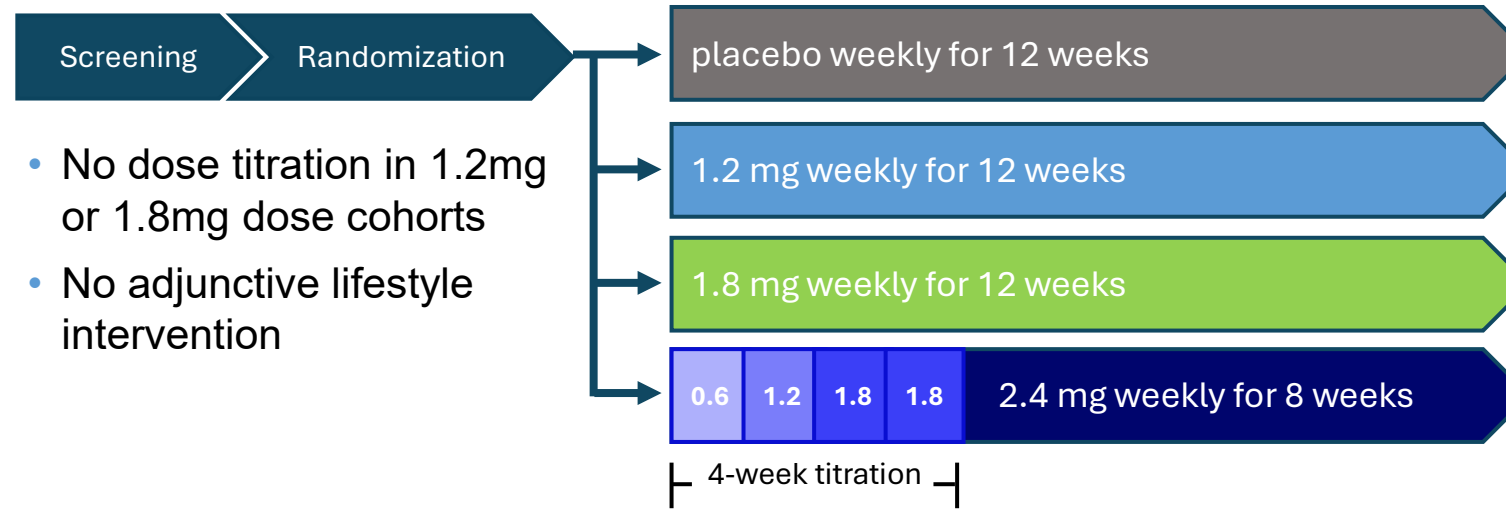 Screening
Randomization
placebo weekly for 12 weeks
• No dose titration in 1.2mg
or 1.8mg dose cohorts
• No adjunctive lifestyle
intervention
1.2 mg weekly for 12 weeks
1.8 mg weekly for 12 weeks
0.6 1.2 1.8 1.8 2.4 mg weekly for 8 weeks
4-week titration